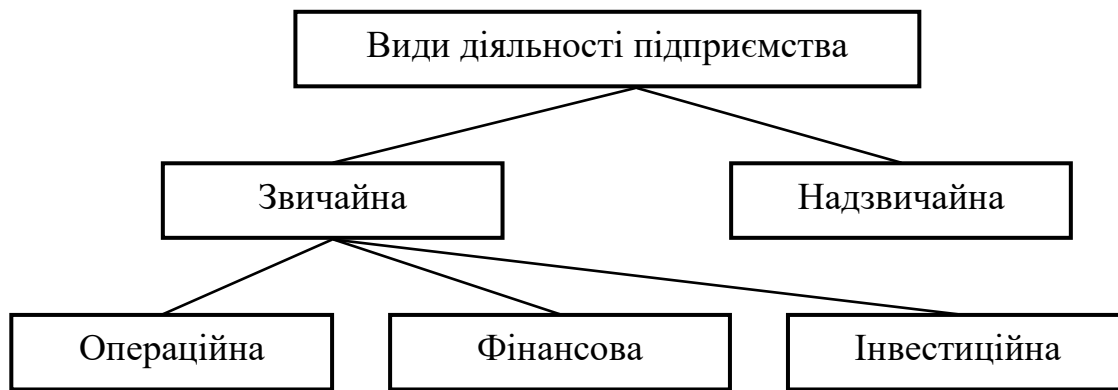 Види діяльності підприємства
Звичайна
Надзвичайна
Операційна
Фінансова
Інвестиційна